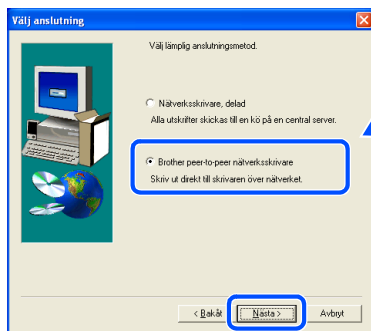 Välj anslutning
Välj lämplig anslutningsmetod.
Nätverksskrivare, delad
Alla utskrifter skickas till en kö på en central server.
Brother peer-to-peer nätverksskrivare
Skriv ut direkt till skrivaren över nätverket.
< Bakåt Nästa > Avbryt